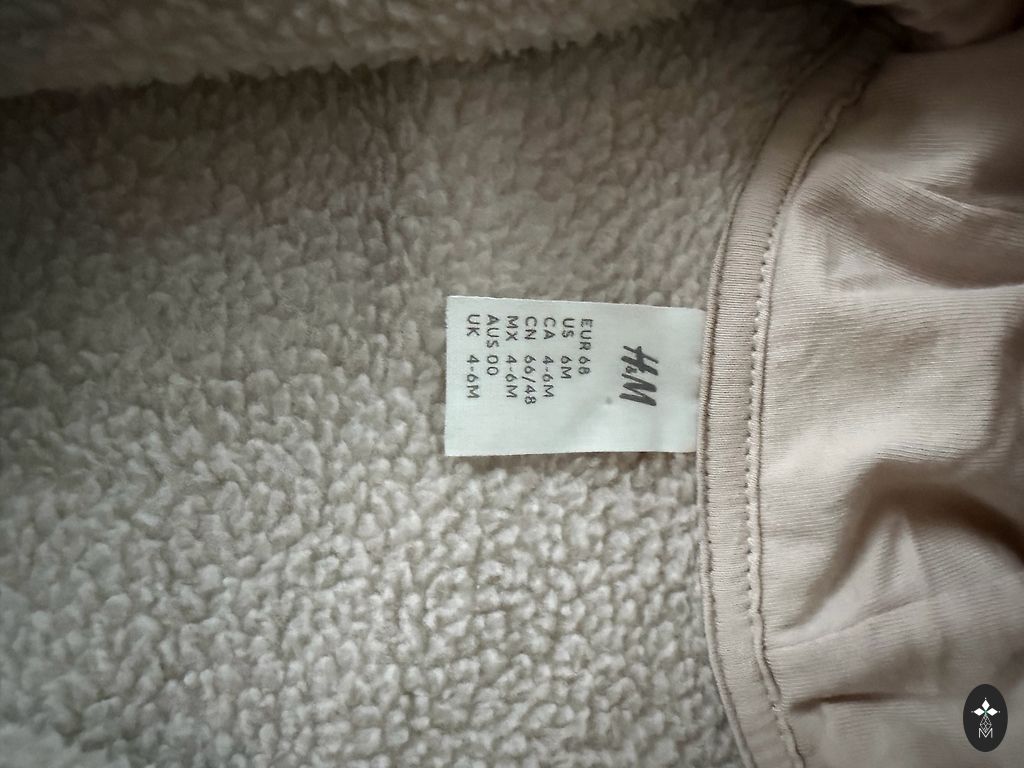 H&M
EUR 68
US 6M
CA 4-6M
CN 66/48
MX 4-6M
AUS 00
UK 4-6M
M